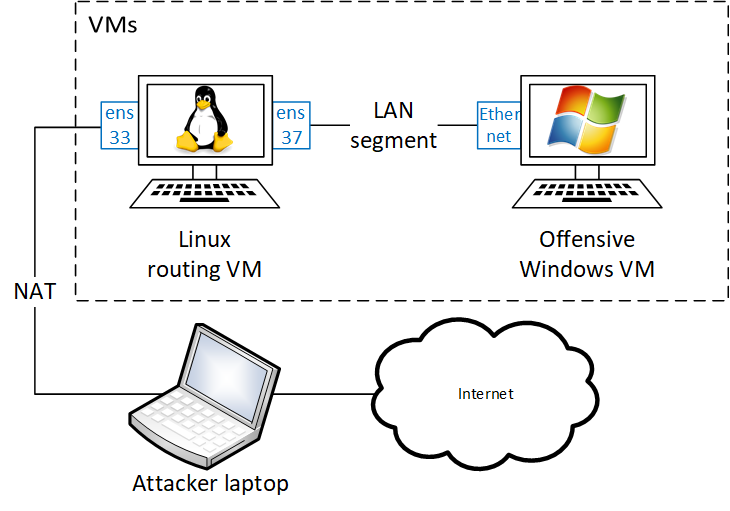 VMs
ens
33
ens
37
LAN
segment
Ether
net
Linux
routing VM
Offensive
Windows VM
NAT
Internet
Attacker laptop